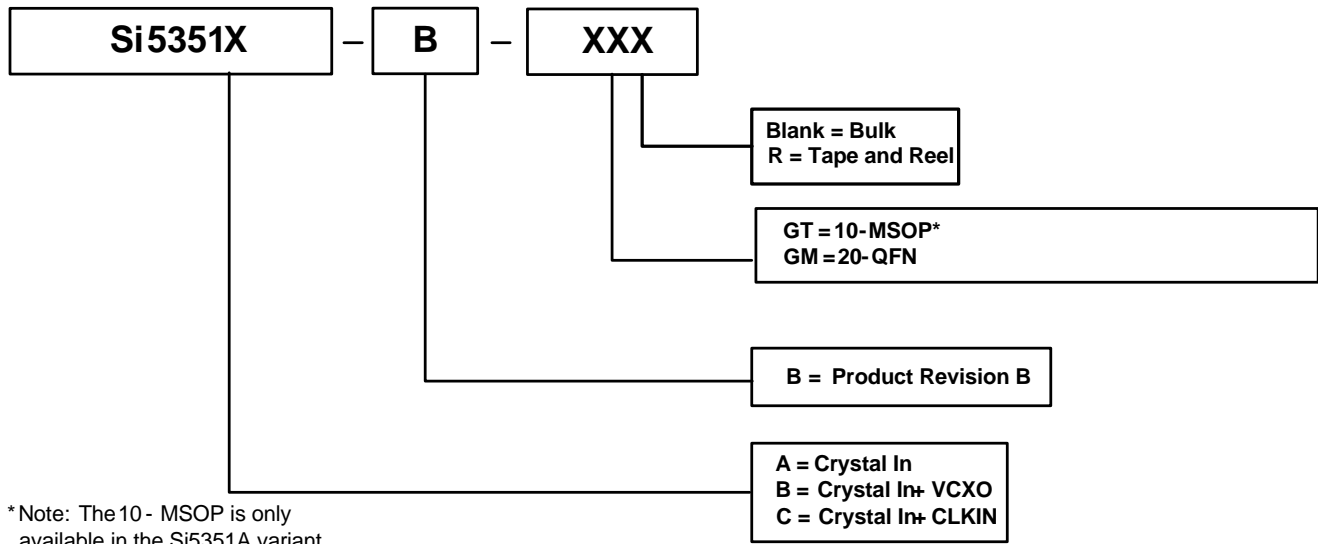 Si5351X – B – XXX
Blank = Bulk
R = Tape and Reel
GT = 10-MSOP*
GM = 20-QFN
B = Product Revision B
A = Crystal In
B = Crystal In+ VCXO
C = Crystal In+ CLKIN
*Note: The 10 - MSOP is only
available in the Si5351A variant